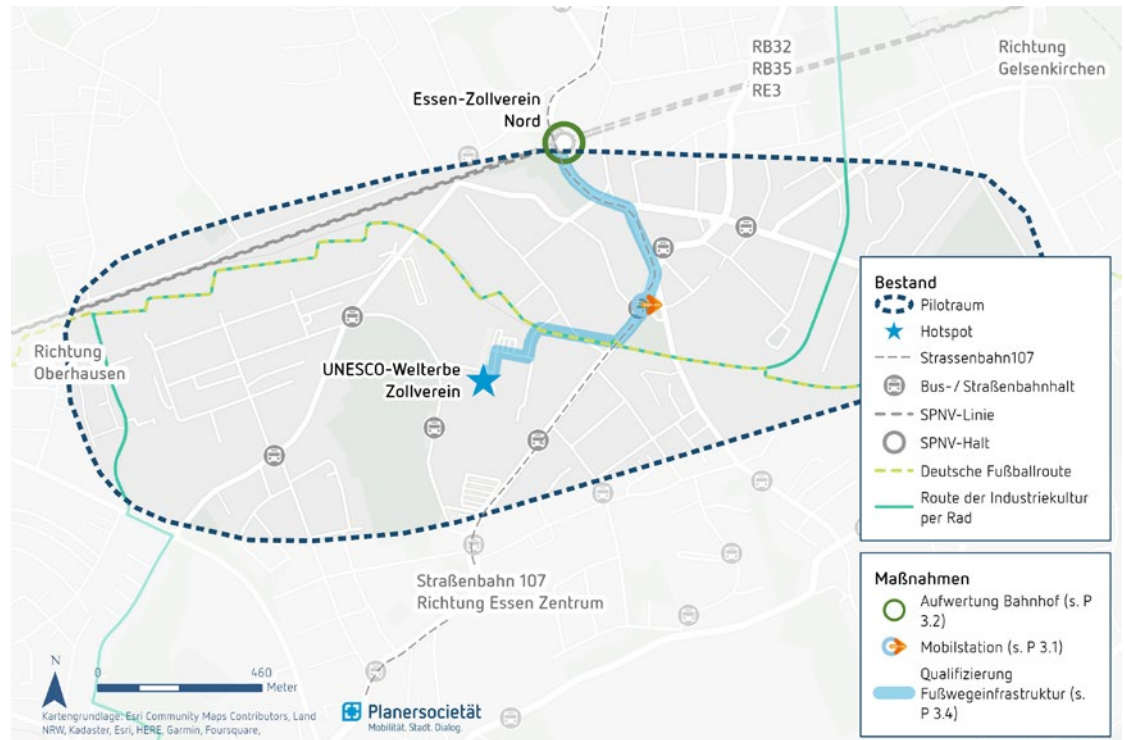 RB32
RB35
RE3
Richtung
Gelsenkirchen
Essen-Zollverein
Nord
Richtung
Oberhausen
UNESCO-Welterbe
Zollverein
Straßenbahn 107
Richtung Essen Zentrum
Bestand
Pilotraum
Hotspot
Strassenbahn107
Bus-/ Straßenbahnhalt
SPNV-Linie
SPNV-Halt
Deutsche Fußballroute
Route der Industriekultur
per Rad
Maßnahmen
Aufwertung Bahnhof (s. P
3.2)
Mobilstation (s. P 3.1)
Qualifizierung
Fußwegeinfrastruktur (s.
P 3.4)
N
0 460
Meter
Kartengrundlage: Esri Community Maps Contributors, Land
NRW, Kadaster, Esri, HERE, Garmin, Foursquare,
Planersocietät
Mobilität. Stadt. Dialog.